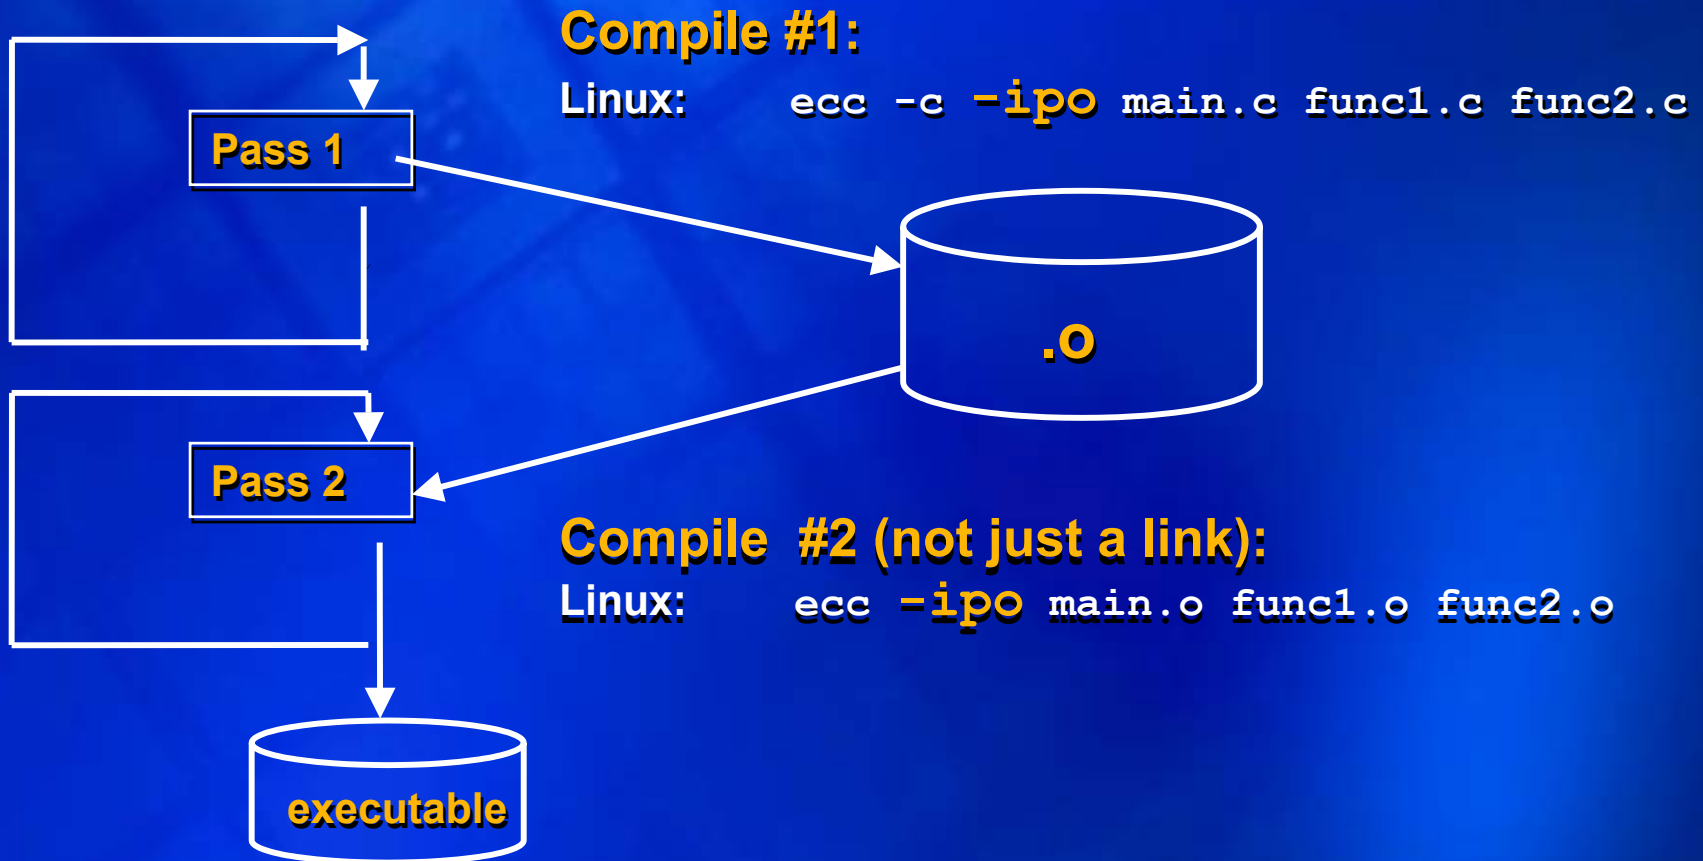 Compile #1:
Linux: ecc -c -ipo main.c func1.c func2.c
Pass 1
.o
Pass 2
Compile #2 (not just a link):
Linux: ecc -ipo main.o func1.o func2.o
executable